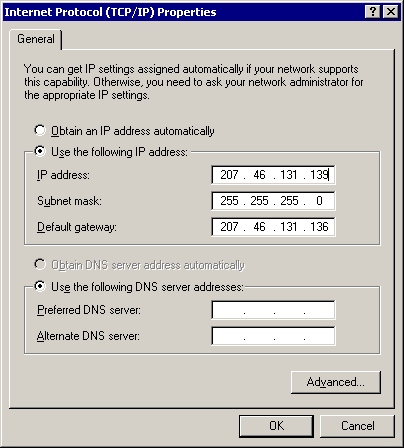 Internet Protocol (TCP/IP) Properties
General
You can get IP settings assigned automatically if your network supports
this capability. Otherwise, you need to ask your network administrator for
the appropriate IP settings.
Obtain an IP address automatically
Use the following IP address:
IP address: 207 . 46 . 131 . 139
Subnet mask: 255 . 255 . 255 . 0
Default gateway: 207 . 46 . 131 . 136
Obtain DNS server address automatically
Use the following DNS server addresses:
Preferred DNS server: . . .
Alternate DNS server: . . .
Advanced...
OK Cancel